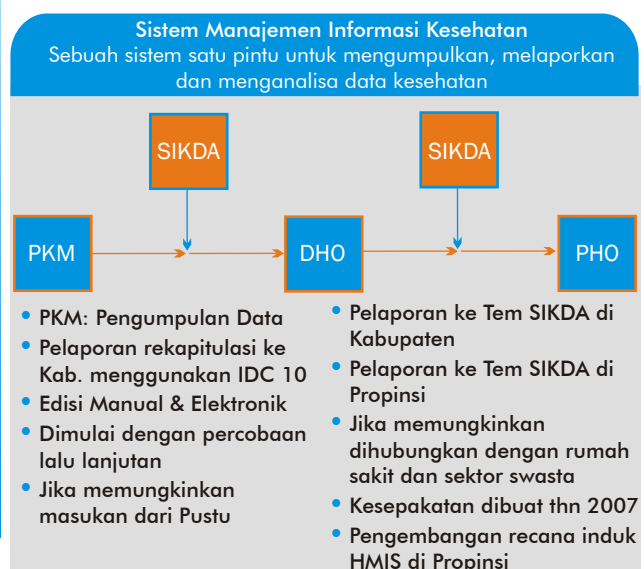 Sistem Manajemen Informasi Kesehatan
Sebuah sistem satu pintu untuk mengumpulkan, melaporkan
dan menganalisa data kesehatan
SIKDA
SIKDA
PKM
DHO
PHO
• PKM: Pengumpulan Data
• Pelaporan rekapitulasi ke
Kab. menggunakan IDC 10
• Edisi Manual & Elektronik
• Dimulai dengan percobaan
lalu lanjutan
• Jika memungkinkan
masukan dari Pustu
• Pelaporan ke Tem SIKDA di
Kabupaten
• Pelaporan ke Tem SIKDA di
Propinsi
• Jika memungkinkan
dihubungkan dengan rumah
sakit dan sektor swasta
• Kesepakatan dibuat thn 2007
• Pengembangan recana induk
HMIS di Propinsi